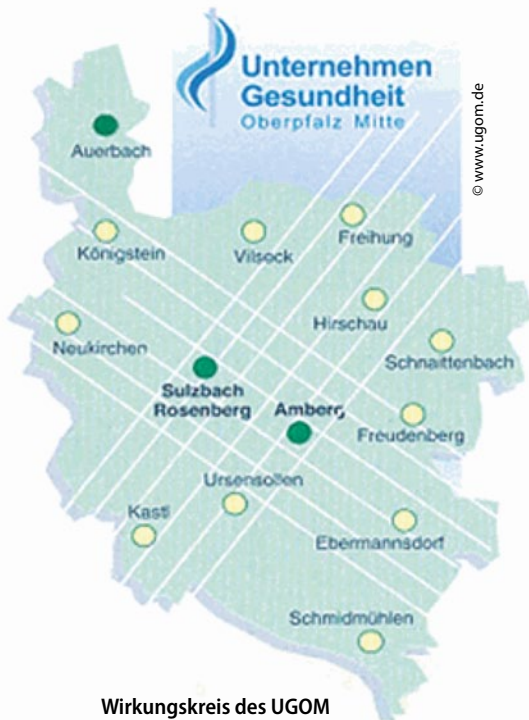 Unternehmen
Gesundheit
Oberpfalz Mitte
© www.ugom.de
Auerbach
Königstein
Vilseck
Freihung
Hirschau
Neukirchen
Schnaittenbach
Sulzbach
Rosenberg
Amberg
Freudenberg
Ursensollen
Kastl
Ebermannsdorf
Schmidmühlen
Wirkungskreis des UGOM